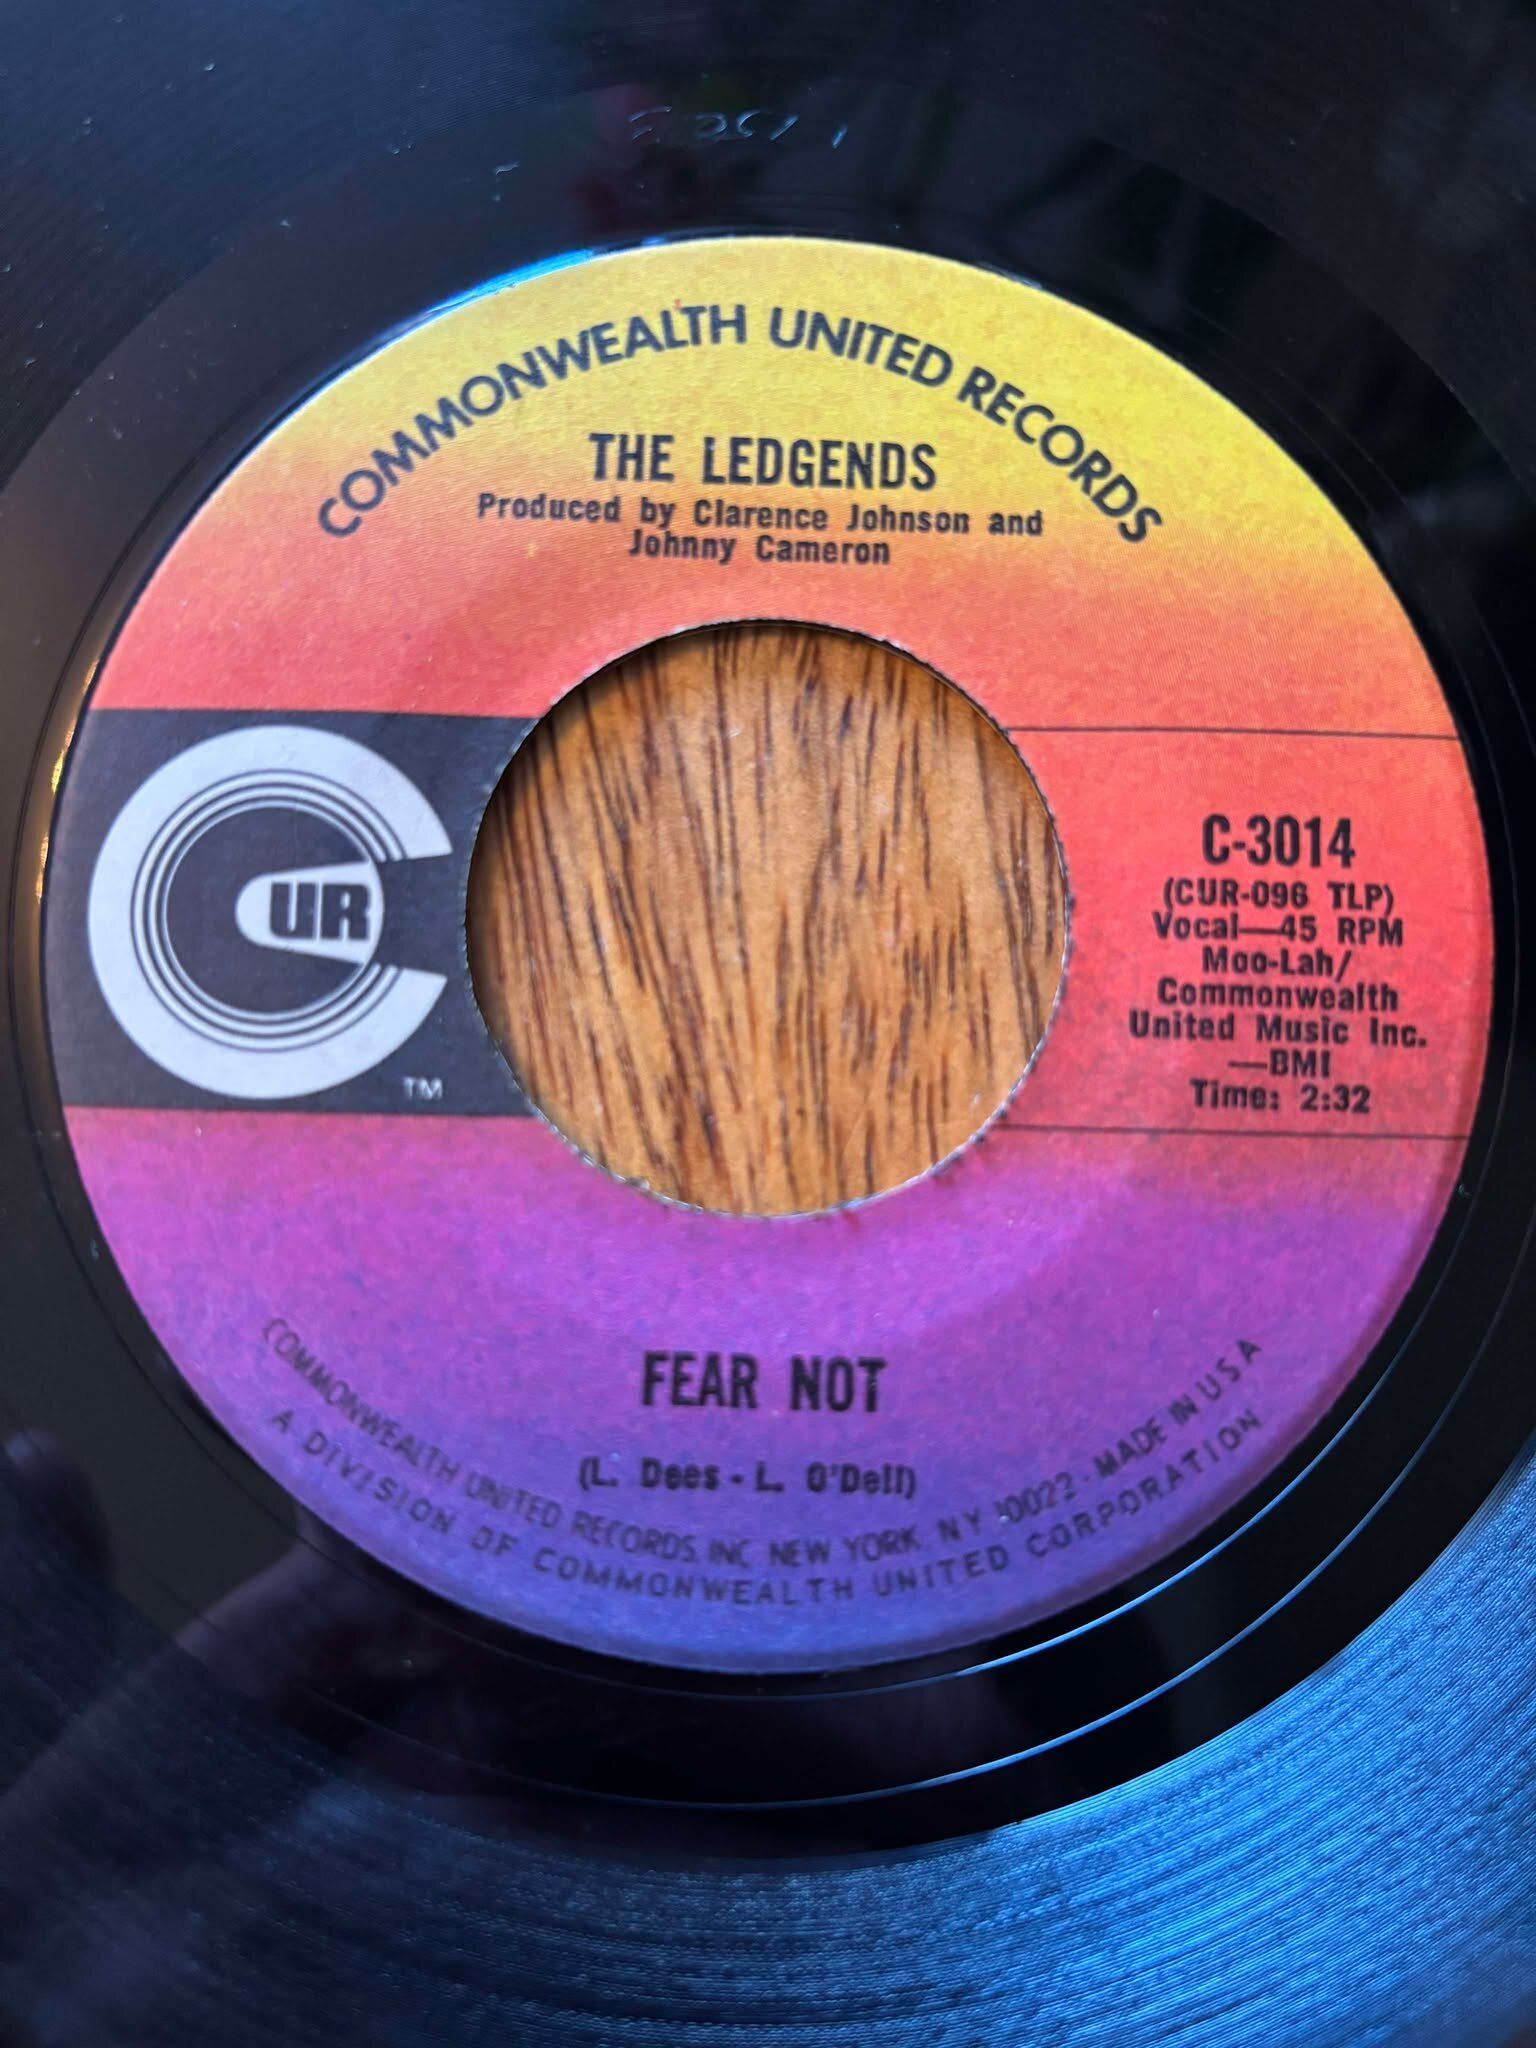 COMMONWEALTH UNITED RECORDS
THE LEDGENDS
Produced by Clarence Johnson and
Johnny Cameron
CUR
TM
C-3014
(CUR-096 TLP)
Vocal—45 RPM
Moo-Lah/
Commonwealth
United Music Inc.
—BMI
Time: 2:32
FEAR NOT
(L. Dees - L. O'Dell)
COMMONWEALTH UNITED RECORDS, INC. NEW YORK, N.Y. 10022 · MADE IN U S A
A DIVISION OF COMMONWEALTH UNITED CORPORATION